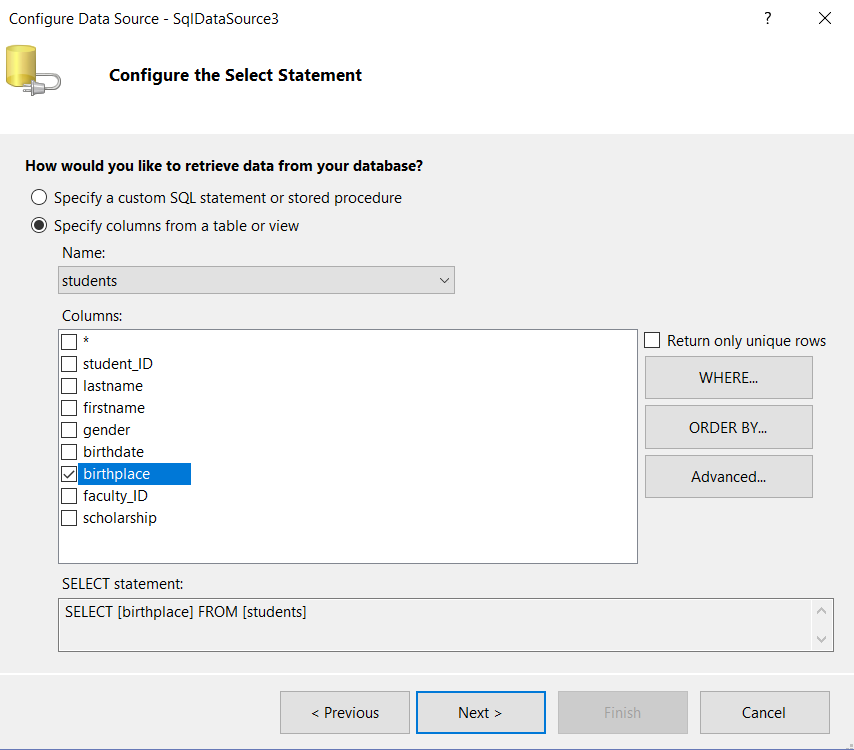 Configure Data Source - SqlDataSource3
?
Configure the Select Statement
How would you like to retrieve data from your database?
Specify a custom SQL statement or stored procedure
Specify columns from a table or view
Name:
students
Columns:
*
student_ID
lastname
firstname
gender
birthdate
birthplace
faculty_ID
scholarship
Return only unique rows
WHERE...
ORDER BY...
Advanced...
SELECT statement:
SELECT [birthplace] FROM [students]
< Previous
Next >
Finish
Cancel